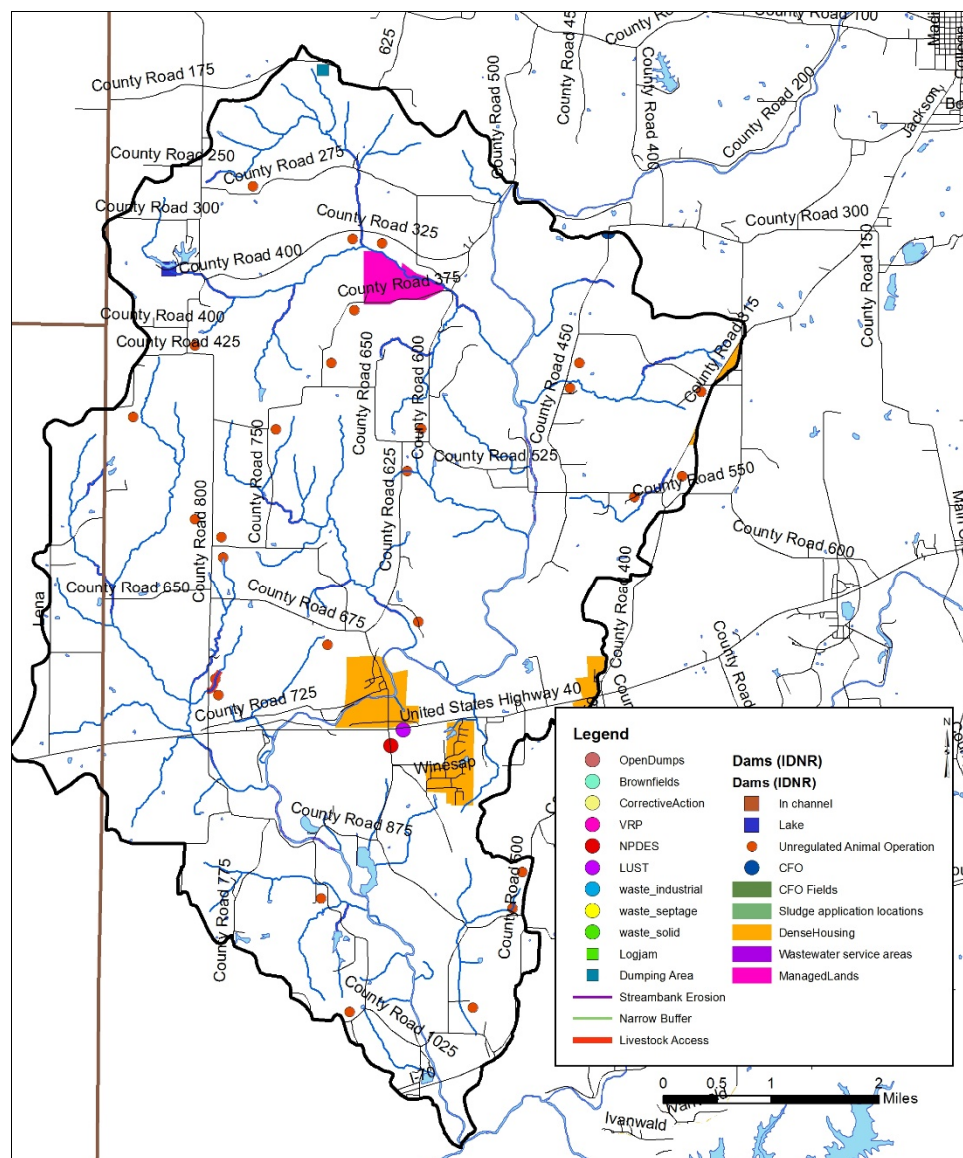 County Road 100
625
County Road 45
Madi
College
County Road 175
County Road 500
County Road 400
County Road 200
Jackson
Bo
County Road 250
County Road 275
County Road 300
County Road 325
County Road 300
County Road 150
County Road 400
County Road 375
County Road 400
County Road 425
County Road 315
County Road 450
County Road 650
County Road 600
County Road 750
County Road 525
County Road 550
County Road 800
County Road 625
County Road 600
County Road 400
County Road 650
County Road 675
Lena
County Road
County Road 725
United States Highway 40
Winesap
County Road 875
County Road 775
County Road 500
County Road 1025
I-70
N
Legend
OpenDumps
Brownfields
CorrectiveAction
VRP
NPDES
LUST
waste_industrial
waste_septage
waste_solid
Logjam
Dumping Area
Streambank Erosion
Narrow Buffer
Livestock Access
Dams (IDNR)
Dams (IDNR)
In channel
Lake
Unregulated Animal Operation
CFO
CFO Fields
Sludge application locations
DenseHousing
Wastewater service areas
ManagedLands
0 0.5 1 2
Miles
Ivanwald